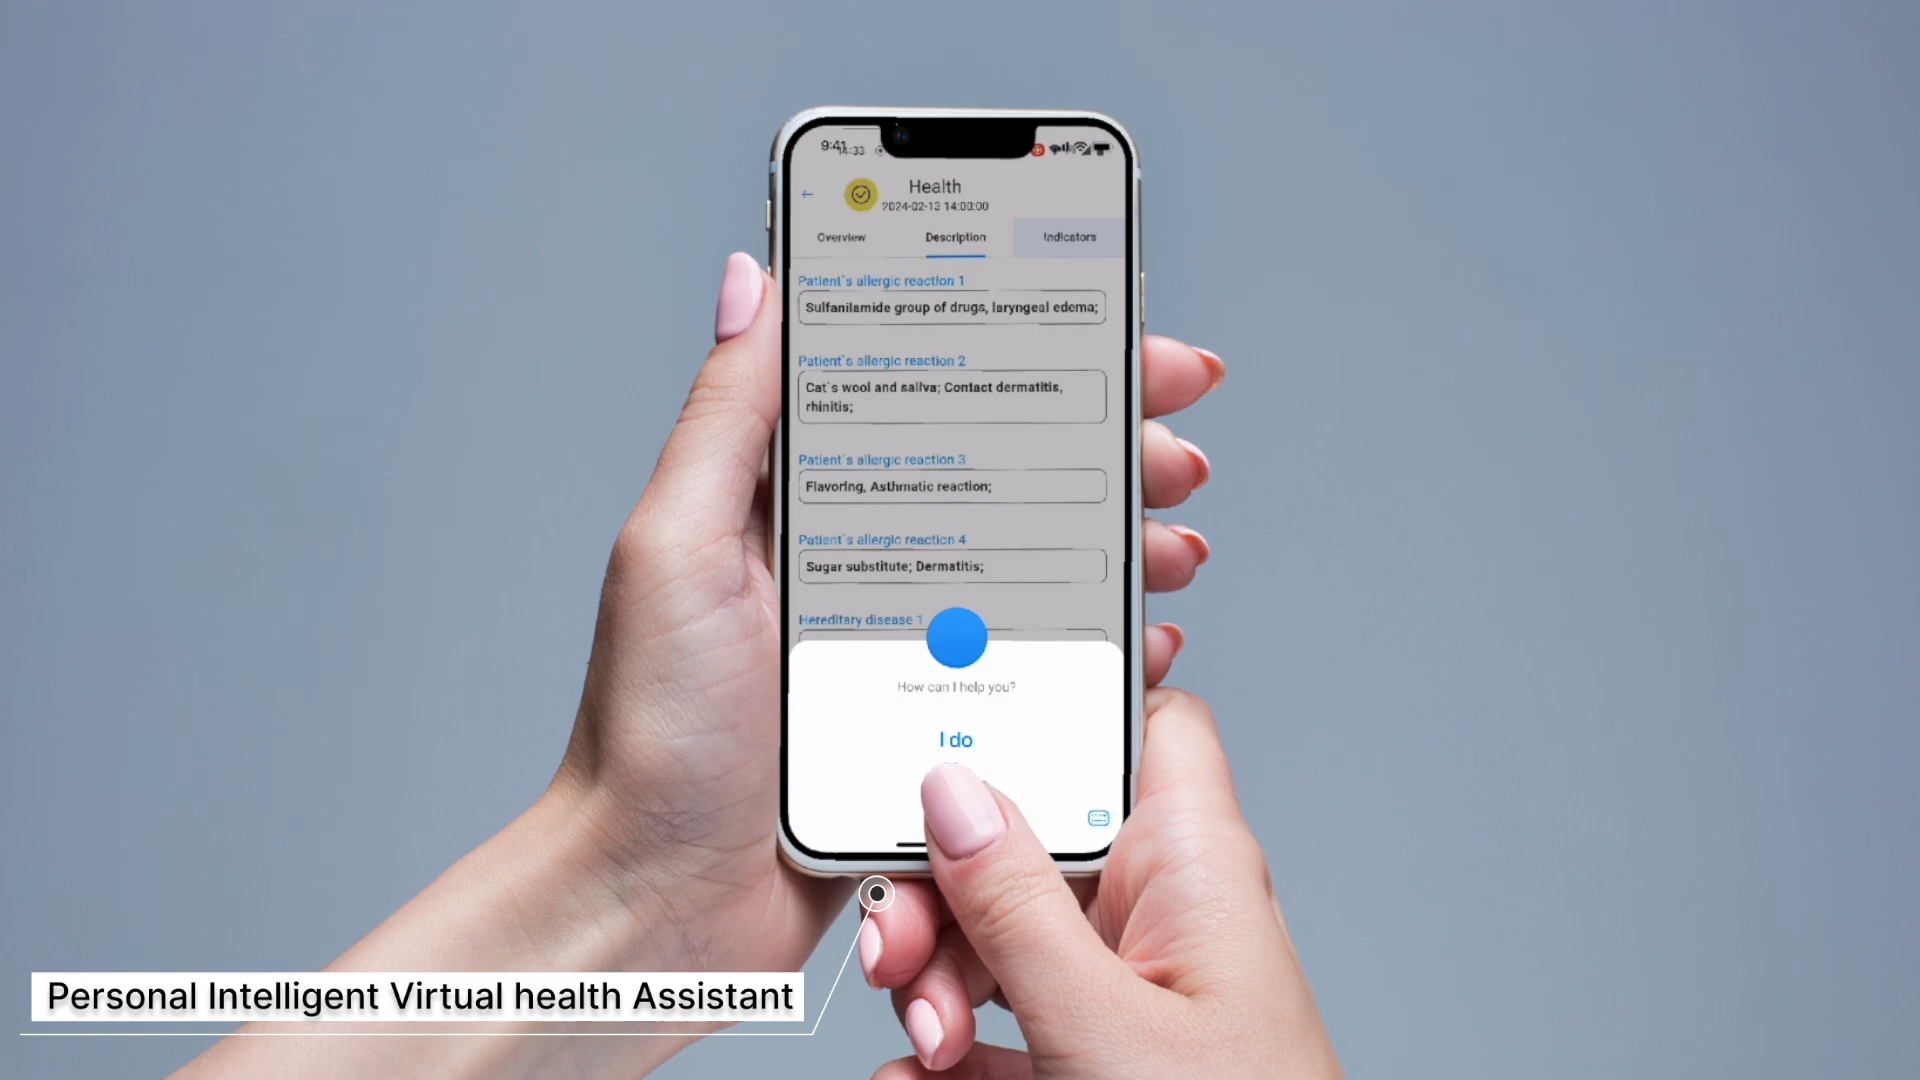 9:41
14:33
Health
2024-02-13 14:00:00
Overview Description Indicators
Patient`s allergic reaction 1
Sulfanilamide group of drugs, laryngeal edema;
Patient`s allergic reaction 2
Cat`s wool and saliva; Contact dermatitis,
rhinitis;
Patient`s allergic reaction 3
Flavoring, Asthmatic reaction;
Patient`s allergic reaction 4
Sugar substitute; Dermatitis;
Hereditary disease 1
How can I help you?
I do
Personal Intelligent Virtual health Assistant